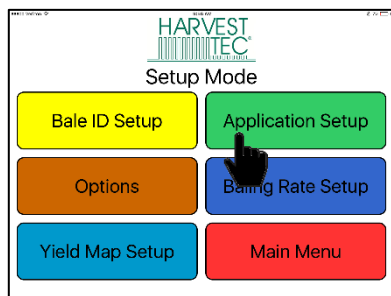 HARVEST
TEC
Setup Mode
Bale ID Setup
Application Setup
Options
Baling Rate Setup
Yield Map Setup
Main Menu